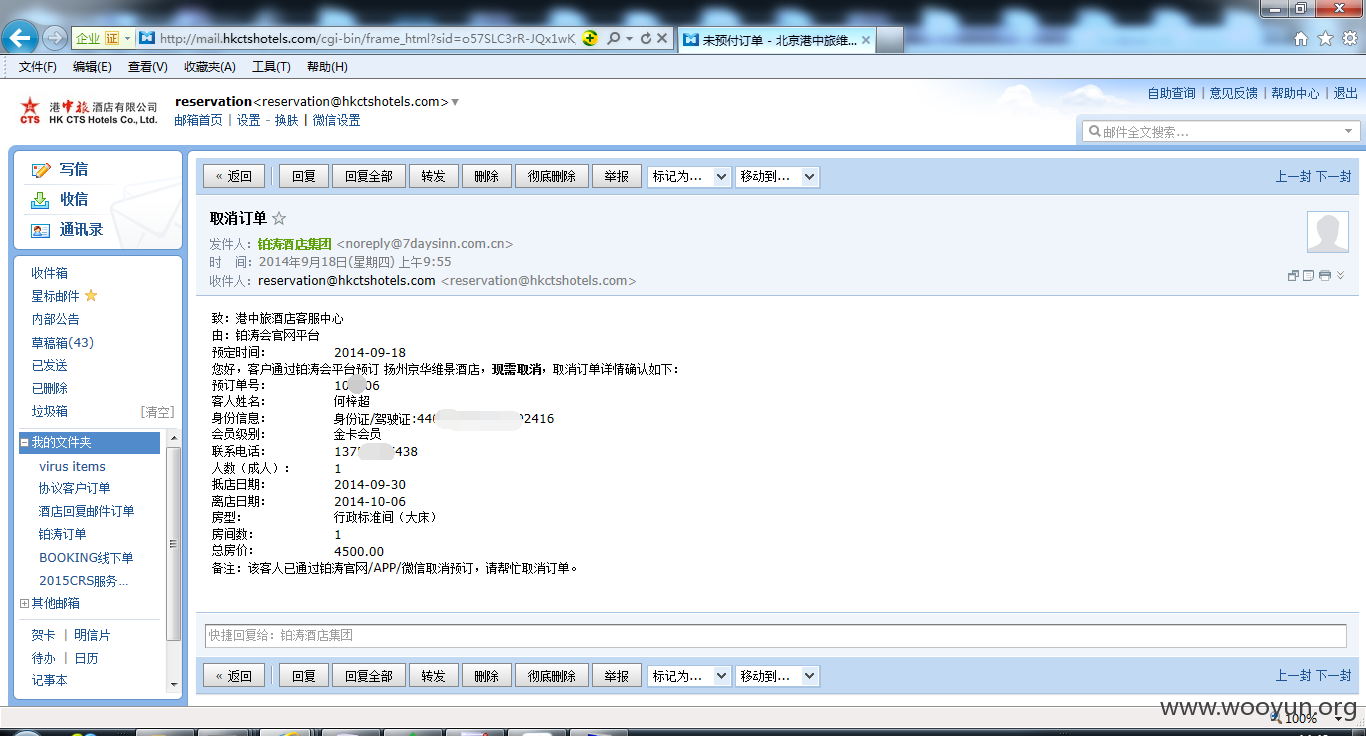 企业 证 http://mail.hkctshotels.com/cgi-bin/frame_html?sid=o57SLC3rR-JQx1wK 未预付订单 - 北京港中旅维...
文件(F) 编辑(E) 查看(V) 收藏夹(A) 工具(T) 帮助(H)
港中旅酒店有限公司
CTS HK CTS Hotels Co., Ltd.
reservation<reservation@hkctshotels.com>
邮箱首页 | 设置 - 换肤 | 微信设置
自助查询 | 意见反馈 | 帮助中心 | 退出
邮件全文搜索...
写信
收信
通讯录
收件箱
星标邮件
内部公告
草稿箱(43)
已发送
已删除
垃圾箱 [清空]
我的文件夹
virus items
协议客户订单
酒店回复邮件订单
铂涛订单
BOOKING线下单
2015CRS服务...
其他邮箱
贺卡 | 明信片
待办 | 日历
记事本
« 返回 回复 回复全部 转发 删除 彻底删除 举报 标记为... 移动到... 上一封 下一封
取消订单
发件人：铂涛酒店集团 <noreply@7daysinn.com.cn>
时 间：2014年9月18日(星期四) 上午9:55
收件人：reservation@hkctshotels.com <reservation@hkctshotels.com>
致：港中旅酒店客服中心
由：铂涛会官网平台
预定时间： 2014-09-18
您好，客户通过铂涛会平台预订 扬州京华维景酒店，现需取消，取消订单详情确认如下：
预订单号： 10 06
客人姓名： 何梓超
身份信息： 身份证/驾驶证:440 02416
会员级别： 金卡会员
联系电话： 137 438
人数（成人）： 1
抵店日期： 2014-09-30
离店日期： 2014-10-06
房型： 行政标准间（大床）
房间数： 1
总房价： 4500.00
备注：该客人已通过铂涛官网/APP/微信取消预订，请帮忙取消订单。
快捷回复给：铂涛酒店集团
« 返回 回复 回复全部 转发 删除 彻底删除 举报 标记为... 移动到... 上一封 下一封
www.wooyun.org
100%